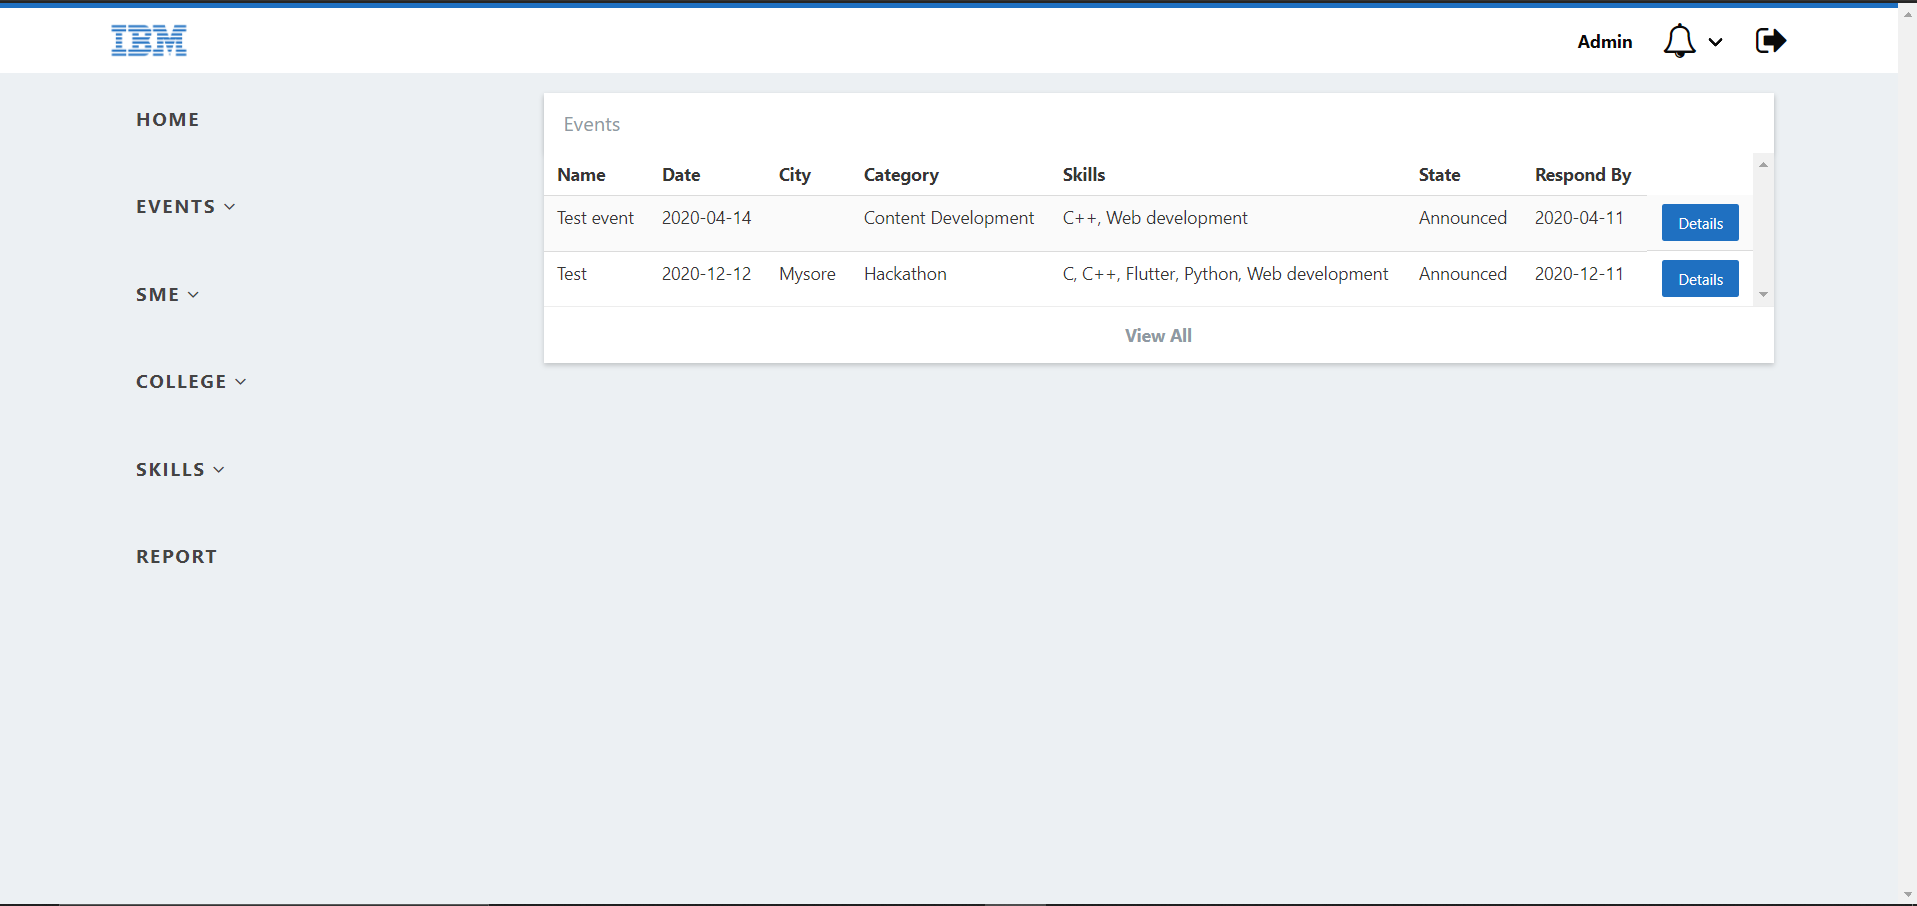 IBM
Admin
HOME
EVENTS
SME
COLLEGE
SKILLS
REPORT
Events
Name Date City Category Skills State Respond By
Test event 2020-04-14 Content Development C++, Web development Announced 2020-04-11 Details
Test 2020-12-12 Mysore Hackathon C, C++, Flutter, Python, Web development Announced 2020-12-11 Details
View All